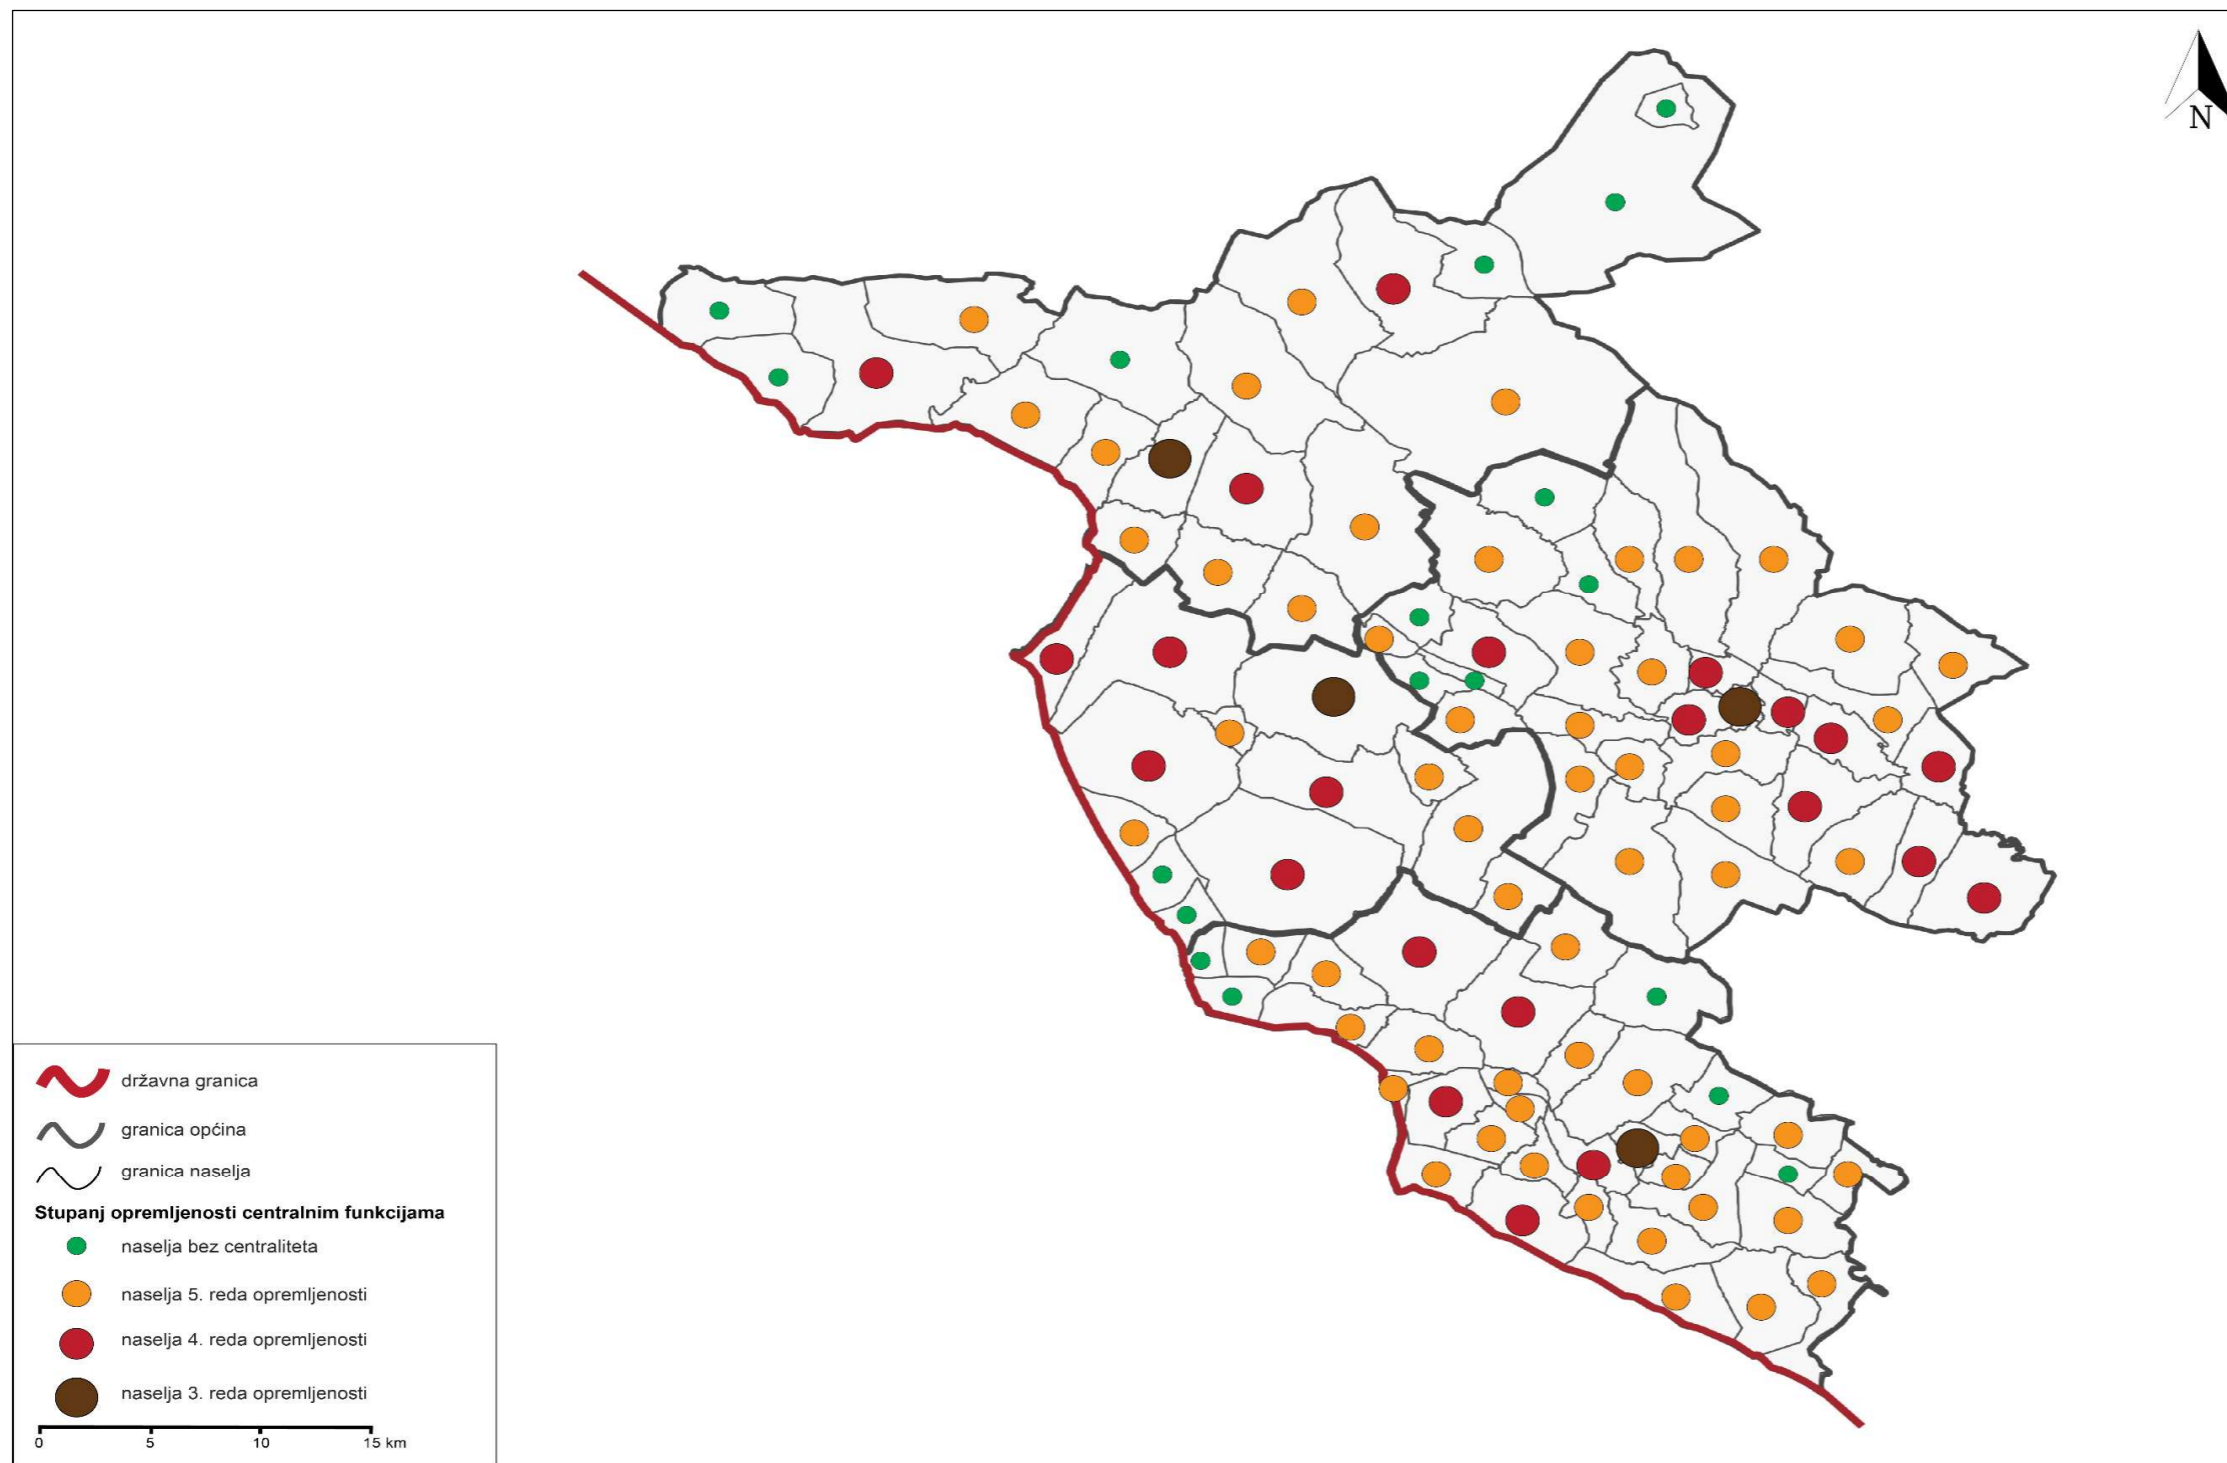 N
državna granica
granica općina
granica naselja
Stupanj opremljenosti centralnim funkcijama
naselja bez centraliteta
naselja 5. reda opremljenosti
naselja 4. reda opremljenosti
naselja 3. reda opremljenosti
0 5 10 15 km